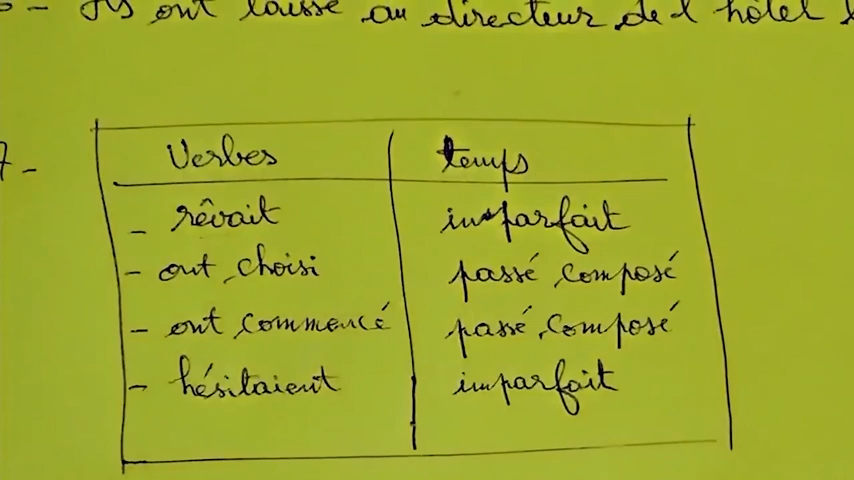 - Ils ont laissé au directeur de l'hôtel
7 -
Verbes temps
- rêvait imparfait
- ont choisi passé composé
- ont commencé passé composé
- hésitaient imparfait